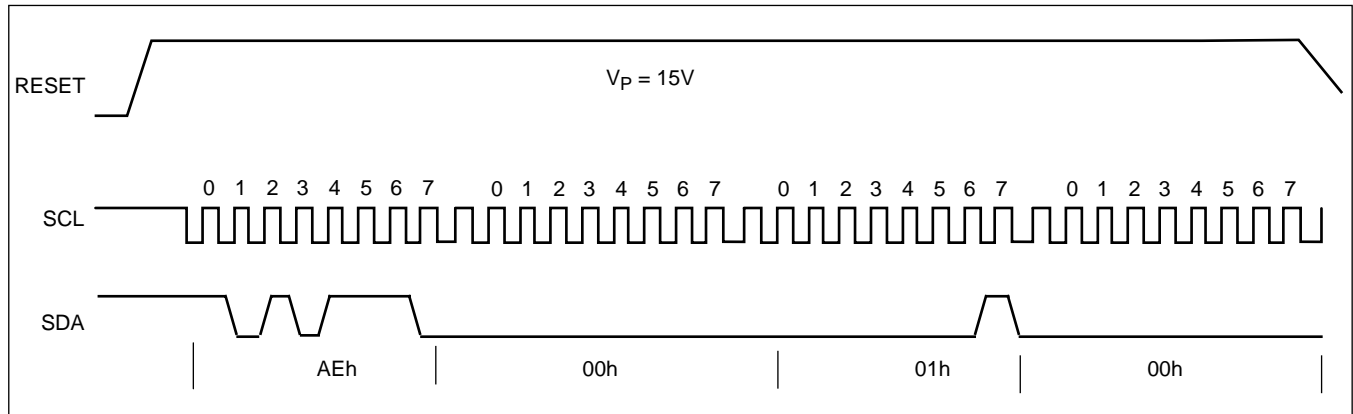 RESET
VP = 15V
0 1 2 3 4 5 6 7 0 1 2 3 4 5 6 7 0 1 2 3 4 5 6 7 0 1 2 3 4 5 6 7
SCL
SDA
AEh 00h 01h 00h